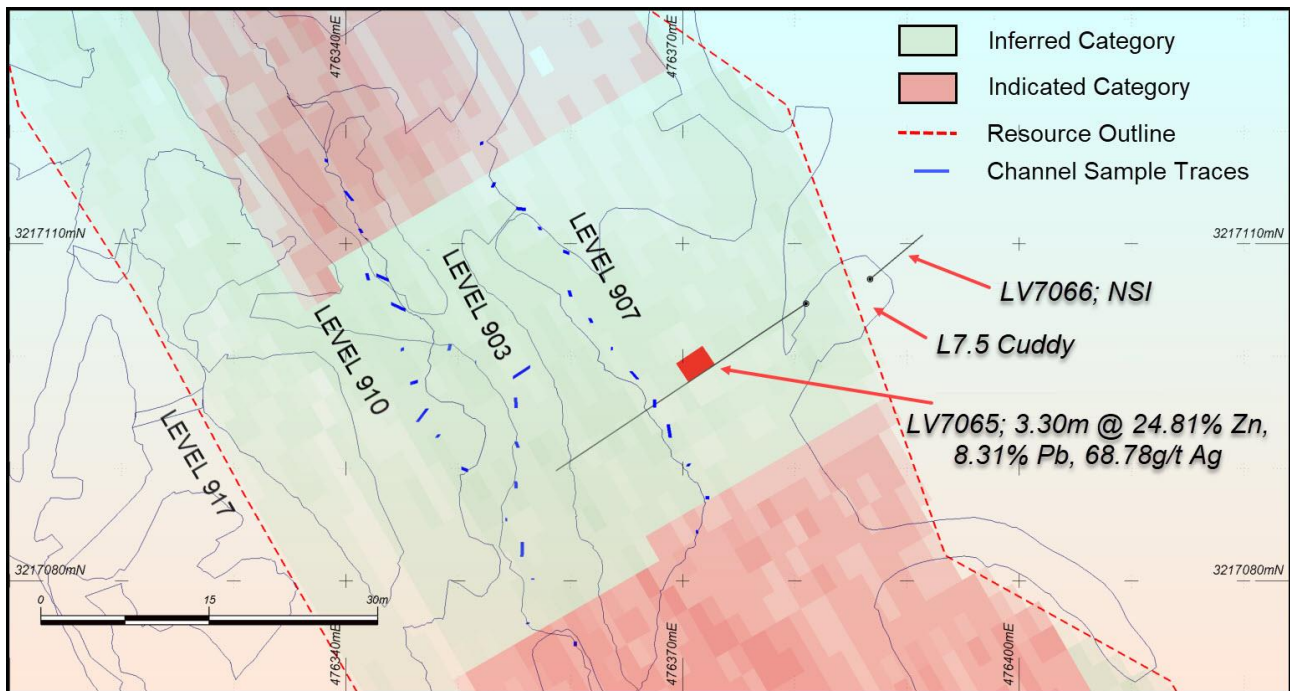 476340mE
476370mE
Inferred Category
Indicated Category
Resource Outline
Channel Sample Traces
3217110mN
3217110mN
LEVEL 907
LEVEL 903
LEVEL 910
LEVEL 917
LV7066; NSI
L7.5 Cuddy
LV7065; 3.30m @ 24.81% Zn,
8.31% Pb, 68.78g/t Ag
3217080mN
3217080mN
0 15 30m
476340mE
476370mE
476400mE